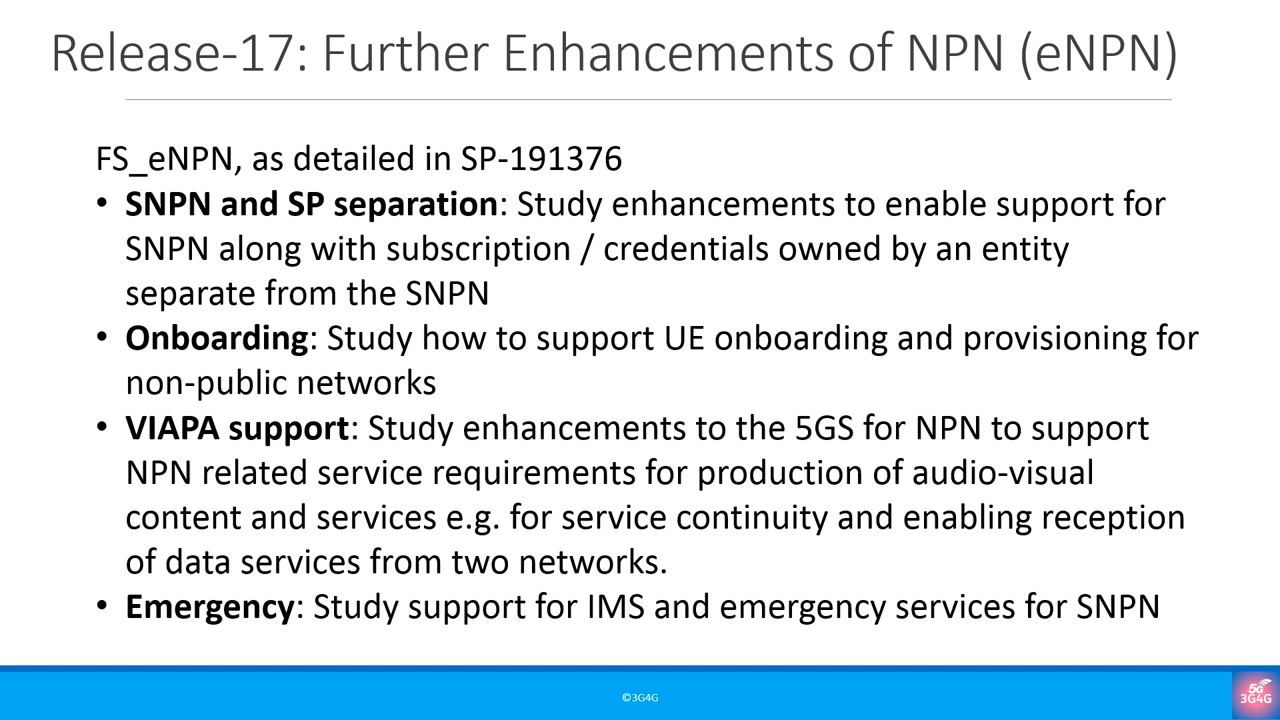 Release-17: Further Enhancements of NPN (eNPN)
FS_eNPN, as detailed in SP-191376
• SNPN and SP separation: Study enhancements to enable support for
SNPN along with subscription / credentials owned by an entity
separate from the SNPN
• Onboarding: Study how to support UE onboarding and provisioning for
non-public networks
• VIAPA support: Study enhancements to the 5GS for NPN to support
NPN related service requirements for production of audio-visual
content and services e.g. for service continuity and enabling reception
of data services from two networks.
• Emergency: Study support for IMS and emergency services for SNPN
©3G4G
5G
3G4G